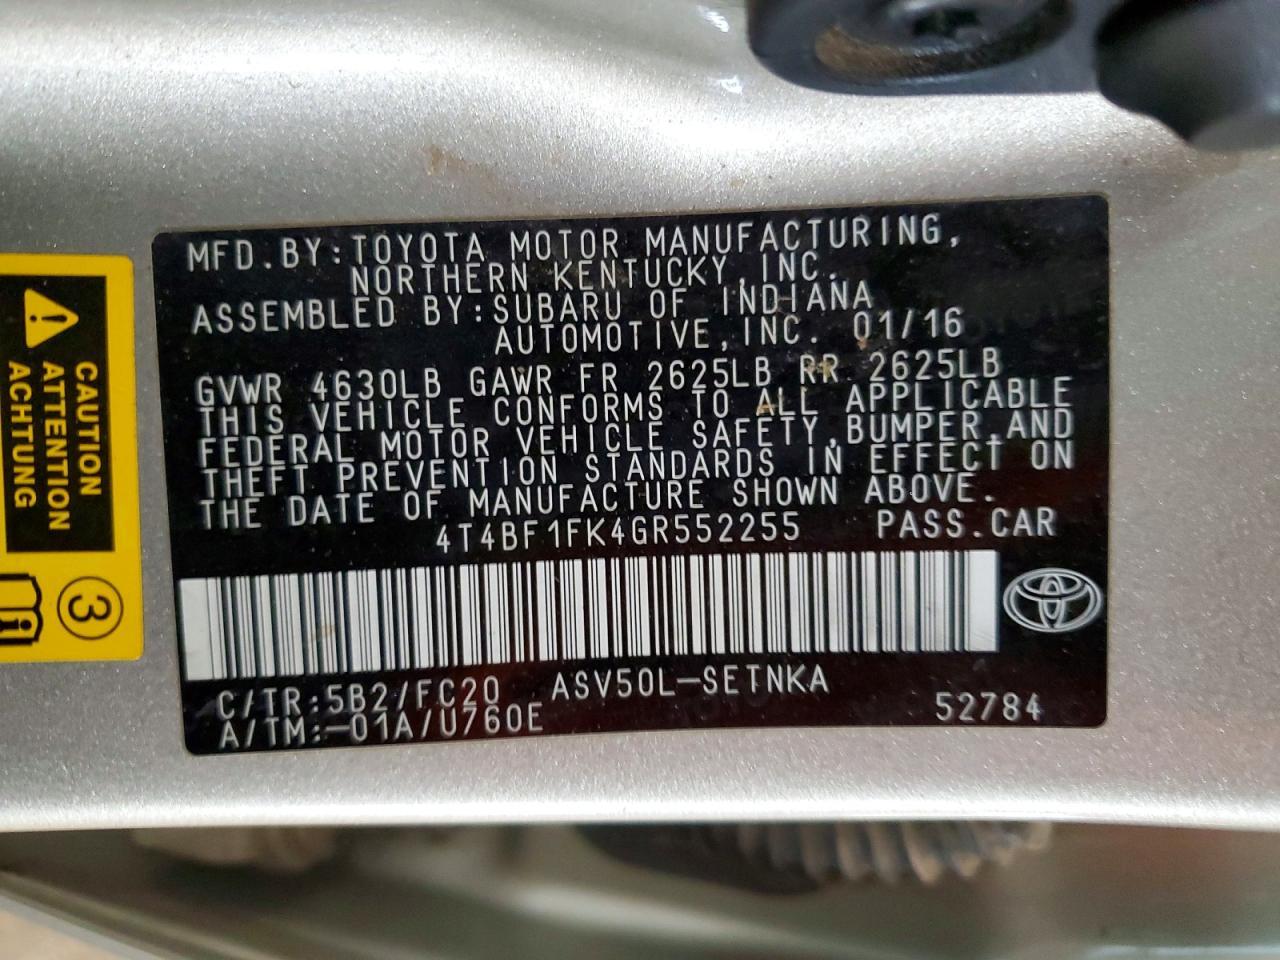 MFD.BY:TOYOTA MOTOR MANUFACTURING,
NORTHERN KENTUCKY,INC.
ASSEMBLED BY:SUBARU OF INDIANA
AUTOMOTIVE,INC. 01/16
GVWR 4630LB GAWR FR 2625LB RR 2625LB
THIS VEHICLE CONFORMS TO ALL APPLICABLE
FEDERAL MOTOR VEHICLE SAFETY,BUMPER,AND
THEFT PREVENTION STANDARDS IN EFFECT ON
THE DATE OF MANUFACTURE SHOWN ABOVE.
4T4BF1FK4GR552255 PASS.CAR
C/TR:5B2/FC20 ASV50L-SETNKA
A/TM:-01A/U760E 52784
CAUTION
ATTENTION
ACHTUNG
3